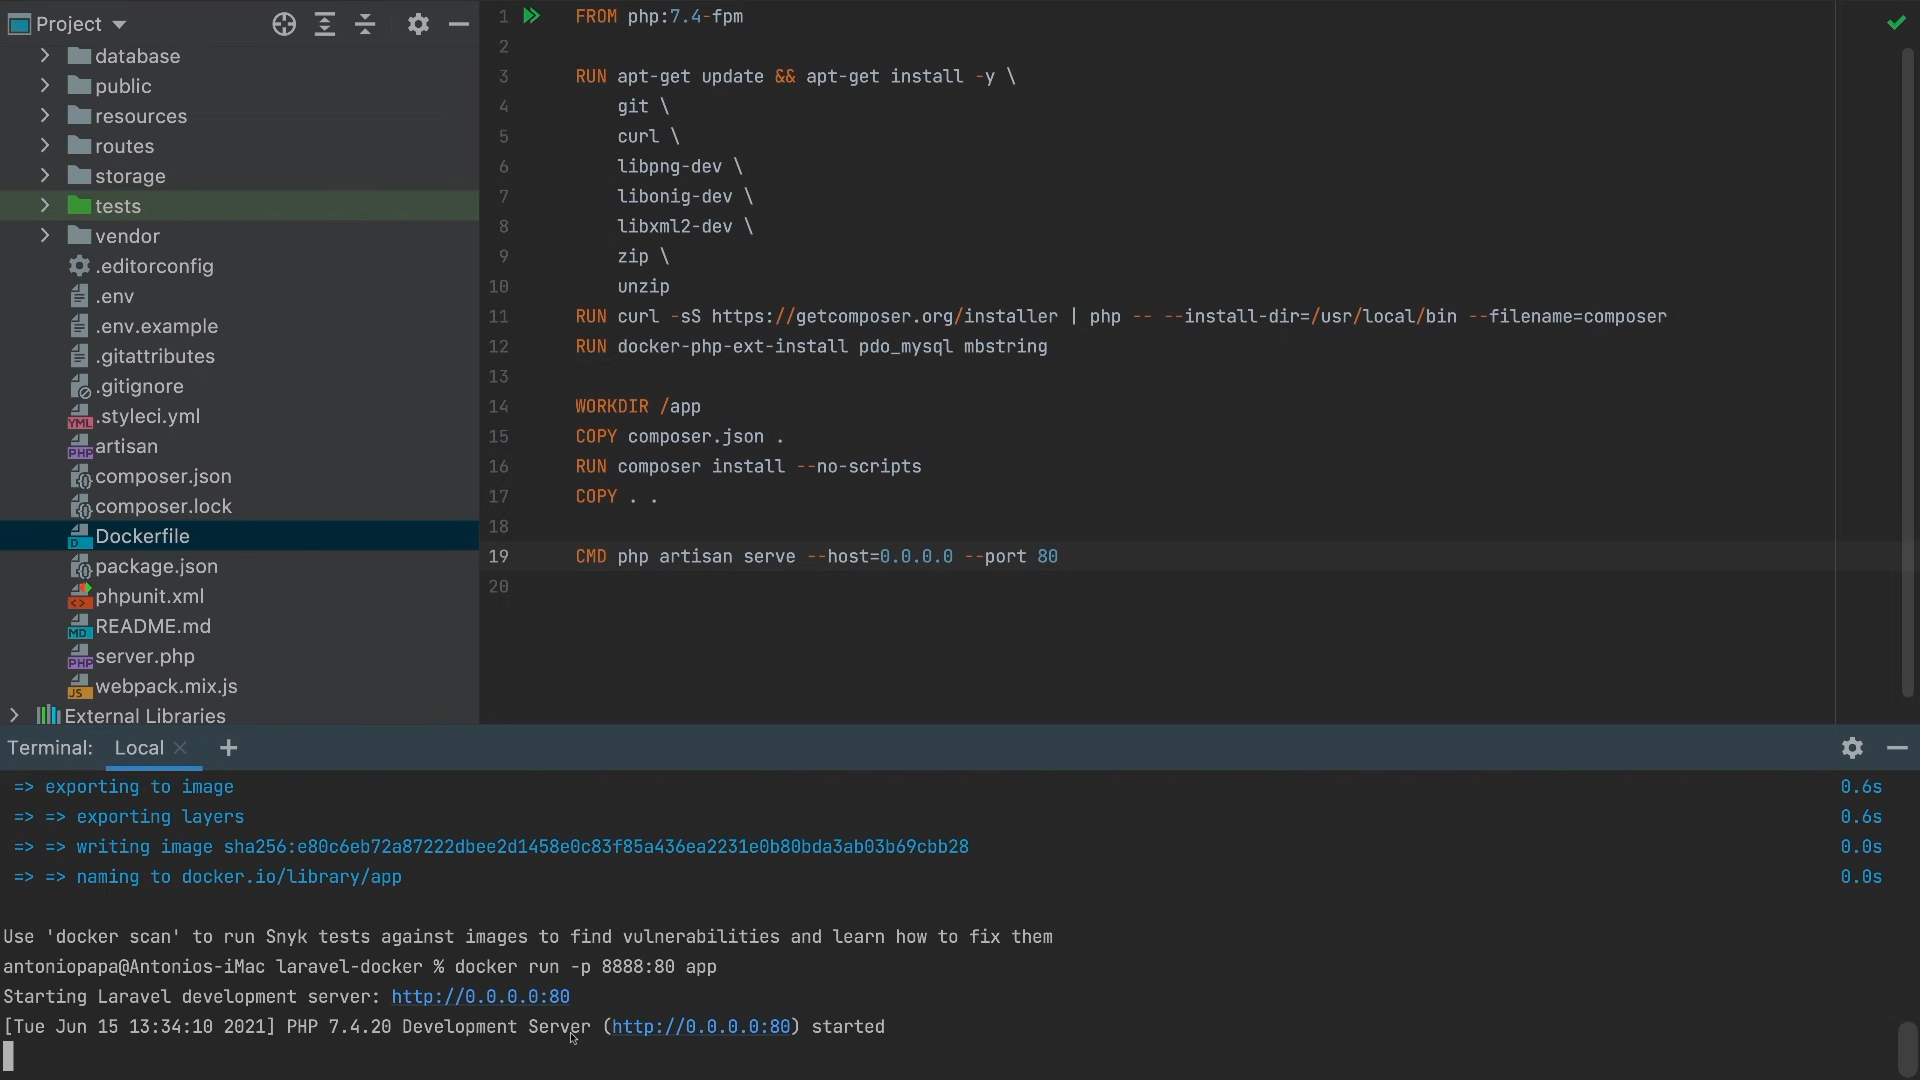 Project
database
public
resources
routes
storage
tests
vendor
.editorconfig
.env
.env.example
.gitattributes
.gitignore
YML .styleci.yml
PHP artisan
composer.json
composer.lock
D Dockerfile
package.json
<> phpunit.xml
MD README.md
PHP server.php
JS webpack.mix.js
External Libraries
1 FROM php:7.4-fpm
2
3 RUN apt-get update && apt-get install -y \
4 git \
5 curl \
6 libpng-dev \
7 libonig-dev \
8 libxml2-dev \
9 zip \
10 unzip
11 RUN curl -sS https://getcomposer.org/installer | php -- --install-dir=/usr/local/bin --filename=composer
12 RUN docker-php-ext-install pdo_mysql mbstring
13
14 WORKDIR /app
15 COPY composer.json .
16 RUN composer install --no-scripts
17 COPY . .
18
19 CMD php artisan serve --host=0.0.0.0 --port 80
20
Terminal: Local
=> exporting to image 0.6s
=> => exporting layers 0.6s
=> => writing image sha256:e80c6eb72a87222dbee2d1458e0c83f85a436ea2231e0b80bda3ab03b69cbb28 0.0s
=> => naming to docker.io/library/app 0.0s
Use 'docker scan' to run Snyk tests against images to find vulnerabilities and learn how to fix them
antoniopapa@Antonios-iMac laravel-docker % docker run -p 8888:80 app
Starting Laravel development server: http://0.0.0.0:80
[Tue Jun 15 13:34:10 2021] PHP 7.4.20 Development Server (http://0.0.0.0:80) started